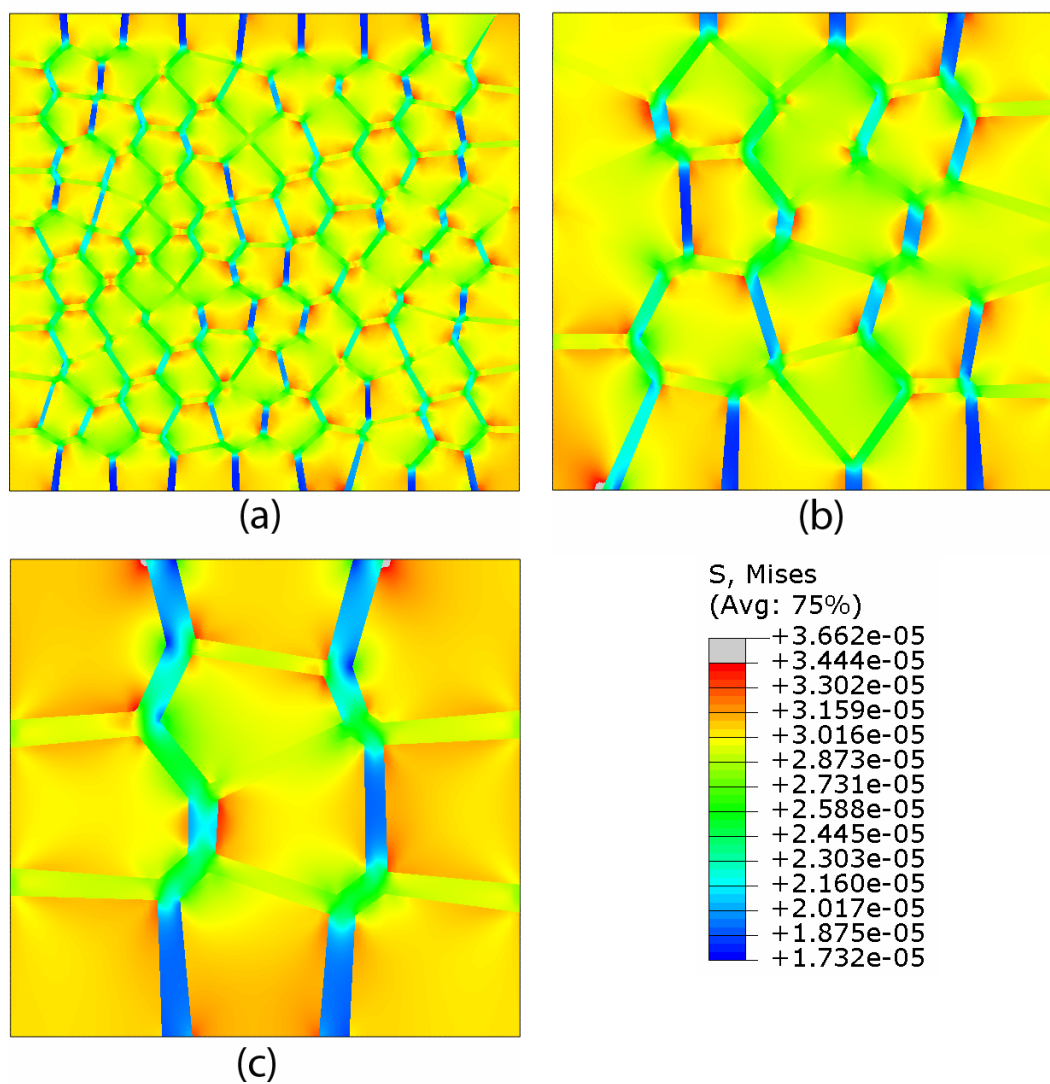 (a)
(b)
S, Mises
(Avg: 75%)
+3.662e-05
+3.444e-05
+3.302e-05
+3.159e-05
+3.016e-05
+2.873e-05
+2.731e-05
+2.588e-05
+2.445e-05
+2.303e-05
+2.160e-05
+2.017e-05
+1.875e-05
+1.732e-05
(c)